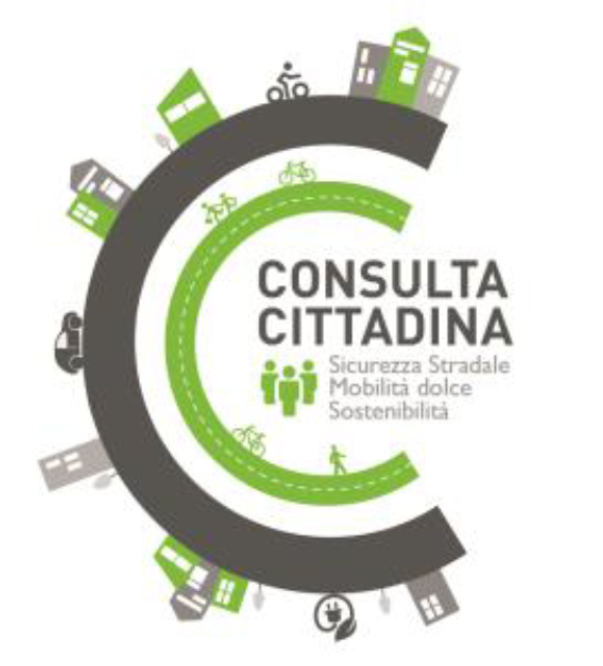 CONSULTA
CITTADINA
Sicurezza Stradale
Mobilità dolce
Sostenibilità